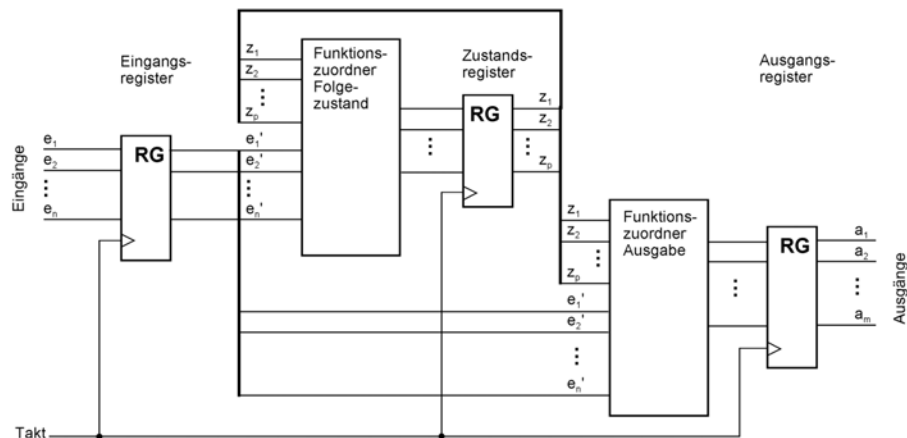 Eingangs-
register
Funktions-
zuordner
Folge-
zustand
Zustands-
register
Ausgangs-
register
Eingänge
e1
e2
en
RG
z1
z2
zp
e1'
e2'
en'
RG
z1
z2
zp
z1
z2
zp
e1'
e2'
en'
Funktions-
zuordner
Ausgabe
RG
a1
a2
am
Ausgänge
Takt